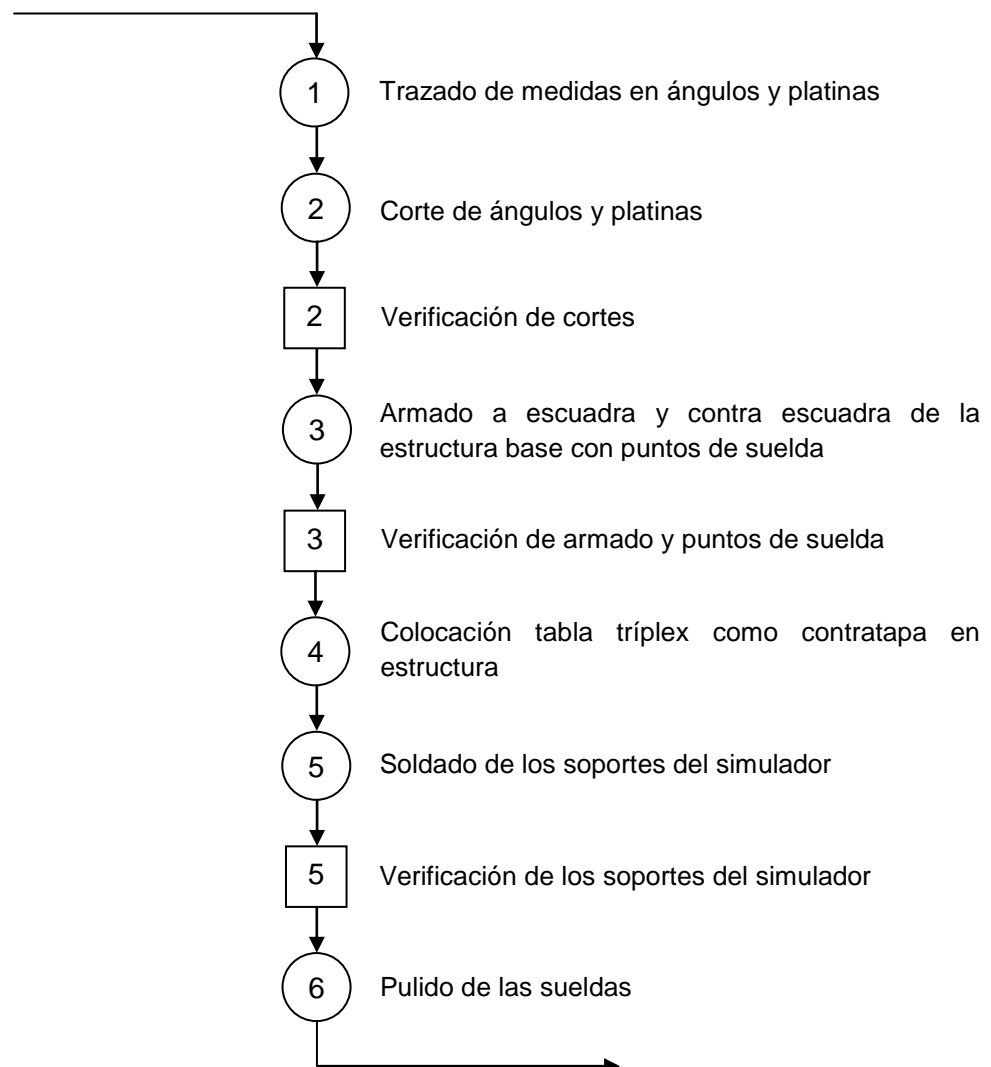 1 Trazado de medidas en ángulos y platinas
2 Corte de ángulos y platinas
2 Verificación de cortes
3 Armado a escuadra y contra escuadra de la
estructura base con puntos de suelda
3 Verificación de armado y puntos de suelda
4 Colocación tabla tríplex como contratapa en
estructura
5 Soldado de los soportes del simulador
5 Verificación de los soportes del simulador
6 Pulido de las sueldas